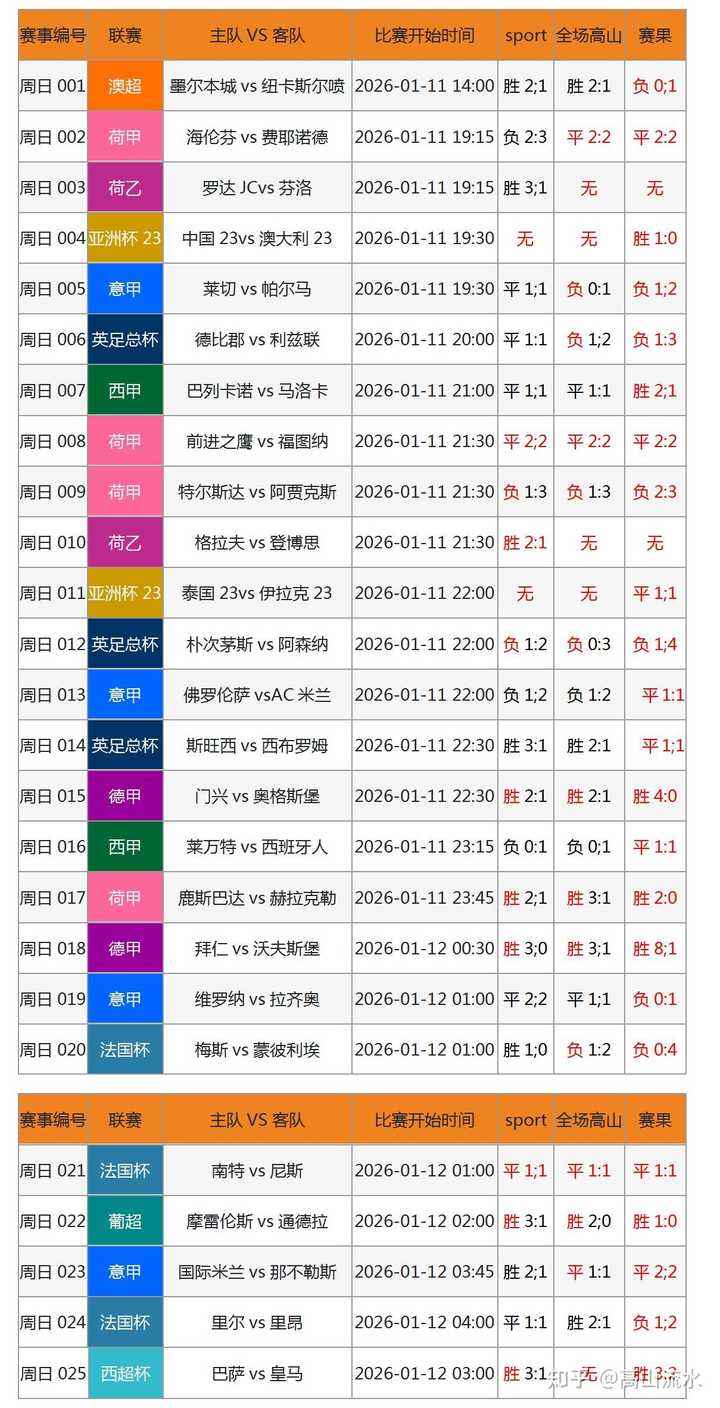 赛事编号 联赛 主队 VS 客队 比赛开始时间 sport 全场高山 赛果
周日 001 澳超 墨尔本城 vs 纽卡斯尔喷 2026-01-11 14:00 胜 2;1 胜 2:1 负 0;1
周日 002 荷甲 海伦芬 vs 费耶诺德 2026-01-11 19:15 负 2:3 平 2:2 平 2:2
周日 003 荷乙 罗达 JCvs 芬洛 2026-01-11 19:15 胜 3;1 无 无
周日 004 亚洲杯 23 中国 23vs 澳大利 23 2026-01-11 19:30 无 无 胜 1:0
周日 005 意甲 莱切 vs 帕尔马 2026-01-11 19:30 平 1;1 负 0:1 负 1;2
周日 006 英足总杯 德比郡 vs 利兹联 2026-01-11 20:00 平 1:1 负 1;2 负 1:3
周日 007 西甲 巴列卡诺 vs 马洛卡 2026-01-11 21:00 平 1;1 平 1:1 胜 2;1
周日 008 荷甲 前进之鹰 vs 福图纳 2026-01-11 21:30 平 2;2 平 2:2 平 2:2
周日 009 荷甲 特尔斯达 vs 阿贾克斯 2026-01-11 21:30 负 1:3 负 1:3 负 2:3
周日 010 荷乙 格拉夫 vs 登博思 2026-01-11 21:30 胜 2:1 无 无
周日 011 亚洲杯 23 泰国 23vs 伊拉克 23 2026-01-11 22:00 无 无 平 1;1
周日 012 英足总杯 朴次茅斯 vs 阿森纳 2026-01-11 22:00 负 1:2 负 0:3 负 1;4
周日 013 意甲 佛罗伦萨 vsAC 米兰 2026-01-11 22:00 负 1;2 负 1:2 平 1:1
周日 014 英足总杯 斯旺西 vs 西布罗姆 2026-01-11 22:30 胜 3:1 胜 2:1 平 1;1
周日 015 德甲 门兴 vs 奥格斯堡 2026-01-11 22:30 胜 2:1 胜 2:1 胜 4:0
周日 016 西甲 莱万特 vs 西班牙人 2026-01-11 23:15 负 0:1 负 0;1 平 1:1
周日 017 荷甲 鹿斯巴达 vs 赫拉克勒 2026-01-11 23:45 胜 2;1 胜 3:1 胜 2:0
周日 018 德甲 拜仁 vs 沃夫斯堡 2026-01-12 00:30 胜 3;0 胜 3;1 胜 8;1
周日 019 意甲 维罗纳 vs 拉齐奥 2026-01-12 01:00 平 2;2 平 1;1 负 0:1
周日 020 法国杯 梅斯 vs 蒙彼利埃 2026-01-12 01:00 胜 1;0 负 1:2 负 0:4
赛事编号 联赛 主队 VS 客队 比赛开始时间 sport 全场高山 赛果
周日 021 法国杯 南特 vs 尼斯 2026-01-12 01:00 平 1;1 平 1:1 平 1:1
周日 022 葡超 摩雷伦斯 vs 通德拉 2026-01-12 02:00 胜 3:1 胜 2;0 胜 1:0
周日 023 意甲 国际米兰 vs 那不勒斯 2026-01-12 03:45 胜 2;1 平 1:1 平 2;2
周日 024 法国杯 里尔 vs 里昂 2026-01-12 04:00 平 1:1 胜 2:1 负 1;2
周日 025 西超杯 巴萨 vs 皇马 2026-01-12 03:00 胜 3:1 无 胜 3:2
知乎 @高山流水